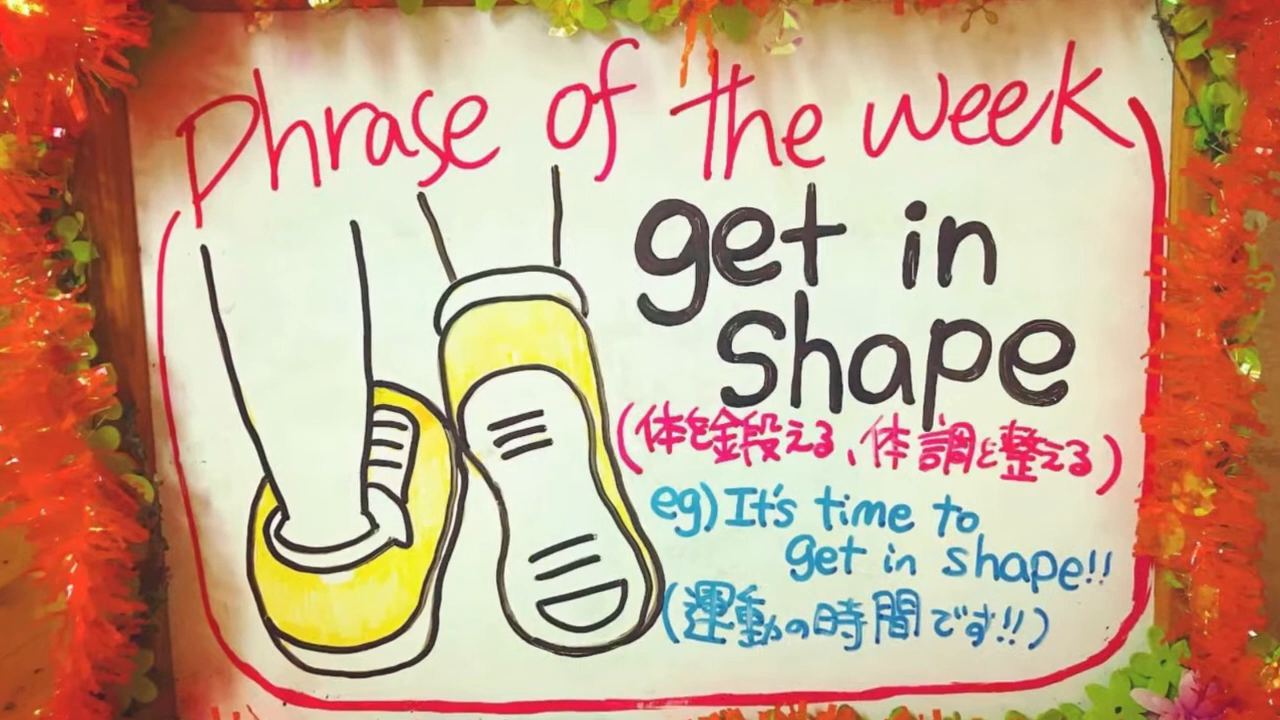 Phrase of the week
get in
shape
(体を鍛える、体調を整える)
eg) It's time to
get in shape!!
(運動の時間です!!)